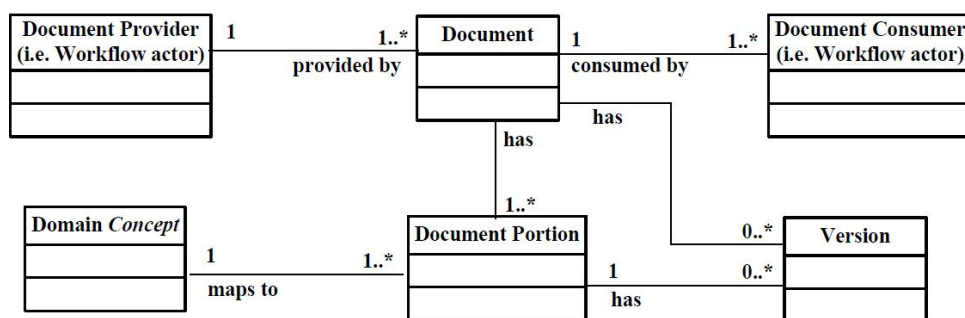 Document Provider
(i.e. Workflow actor)
1
1..*
provided by
Document
1
1..*
consumed by
Document Consumer
(i.e. Workflow actor)
has
has
Domain Concept
1
1..*
maps to
1..*
Document Portion
1
0..*
has
0..*
Version